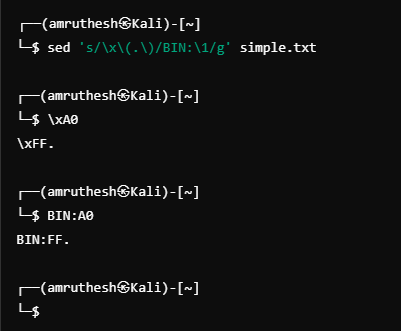 ┌──(amruthesh㉿Kali)-[~]
└─$ sed 's/\x\(.\)/BIN:\1/g' simple.txt
┌──(amruthesh㉿Kali)-[~]
└─$ \xA0
\xFF.
┌──(amruthesh㉿Kali)-[~]
└─$ BIN:A0
BIN:FF.
┌──(amruthesh㉿Kali)-[~]
└─$